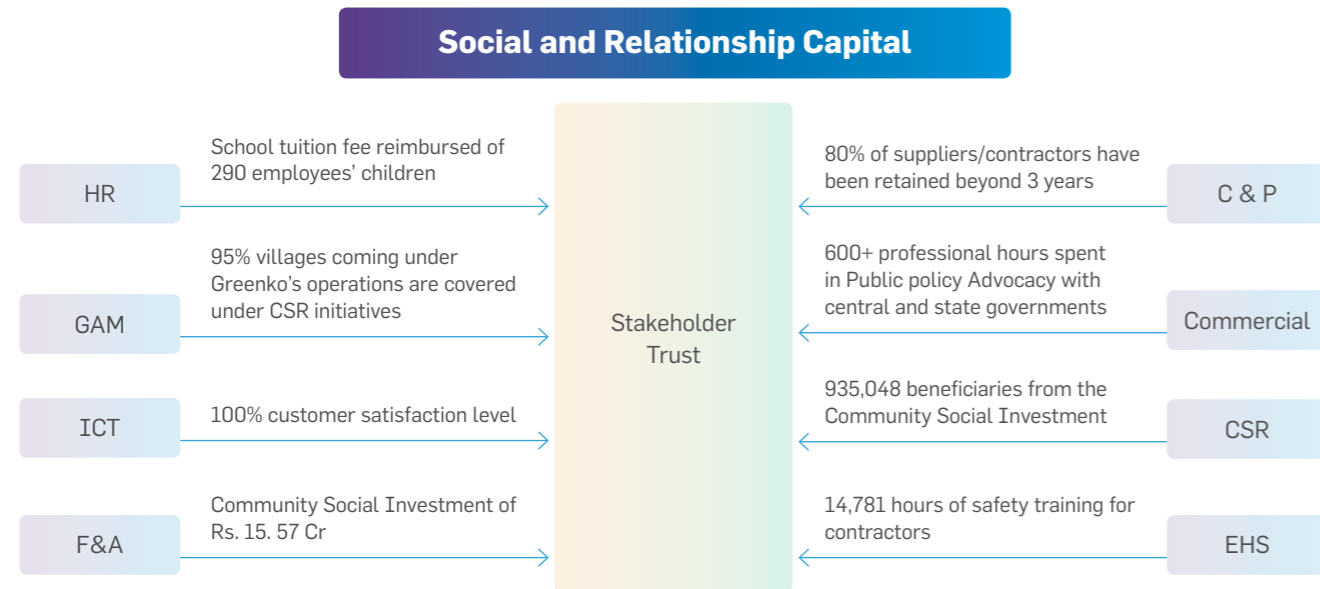 Social and Relationship Capital
HR
School tuition fee reimbursed of
290 employees’ children
GAM
95% villages coming under
Greenko’s operations are covered
under CSR initiatives
ICT
100% customer satisfaction level
F&A
Community Social Investment of
Rs. 15. 57 Cr
Stakeholder
Trust
80% of suppliers/contractors have
been retained beyond 3 years
C & P
600+ professional hours spent
in Public policy Advocacy with
central and state governments
Commercial
935,048 beneficiaries from the
Community Social Investment
CSR
14,781 hours of safety training for
contractors
EHS